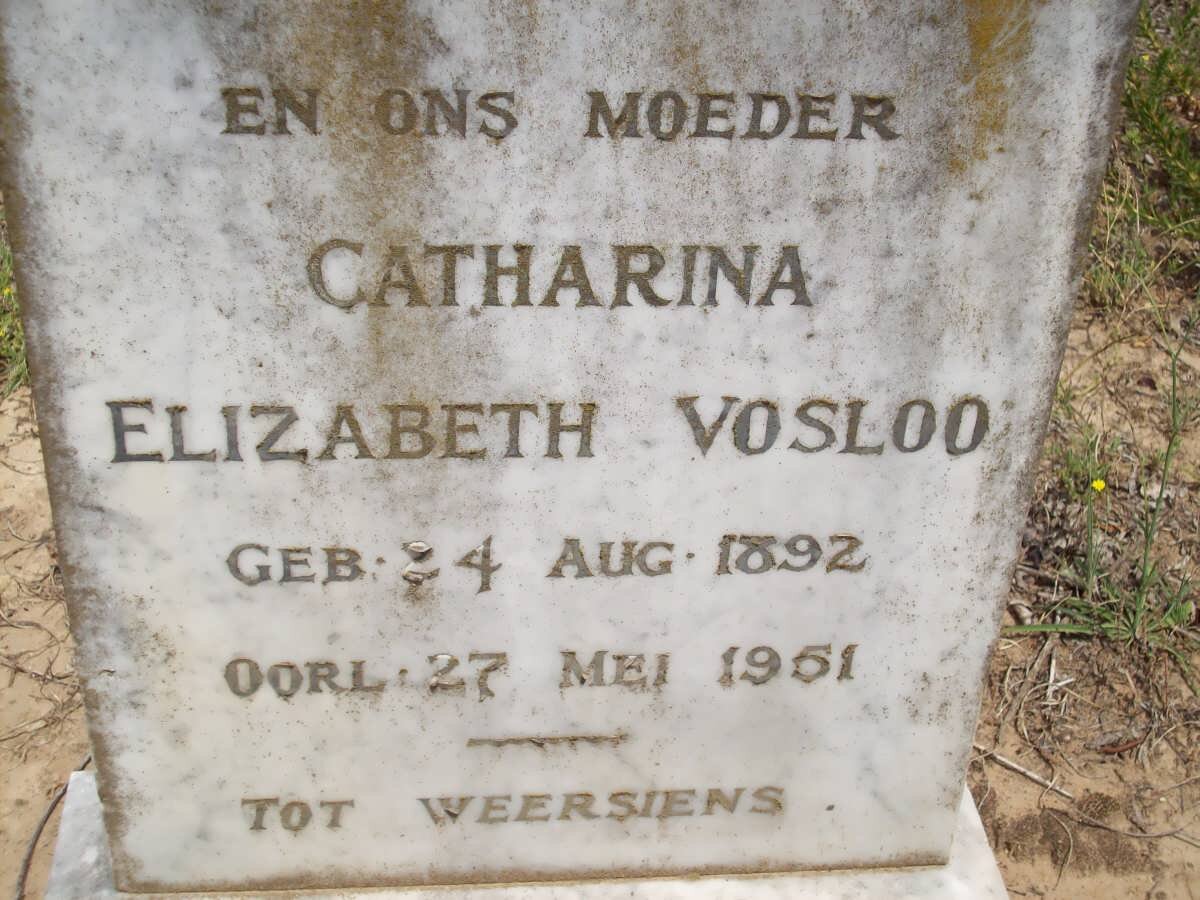 EN ONS MOEDER
CATHARINA
ELIZABETH VOSLOO
GEB. 24 AUG. 1892
OORL. 27 MEI 1951
TOT WEERSIENS